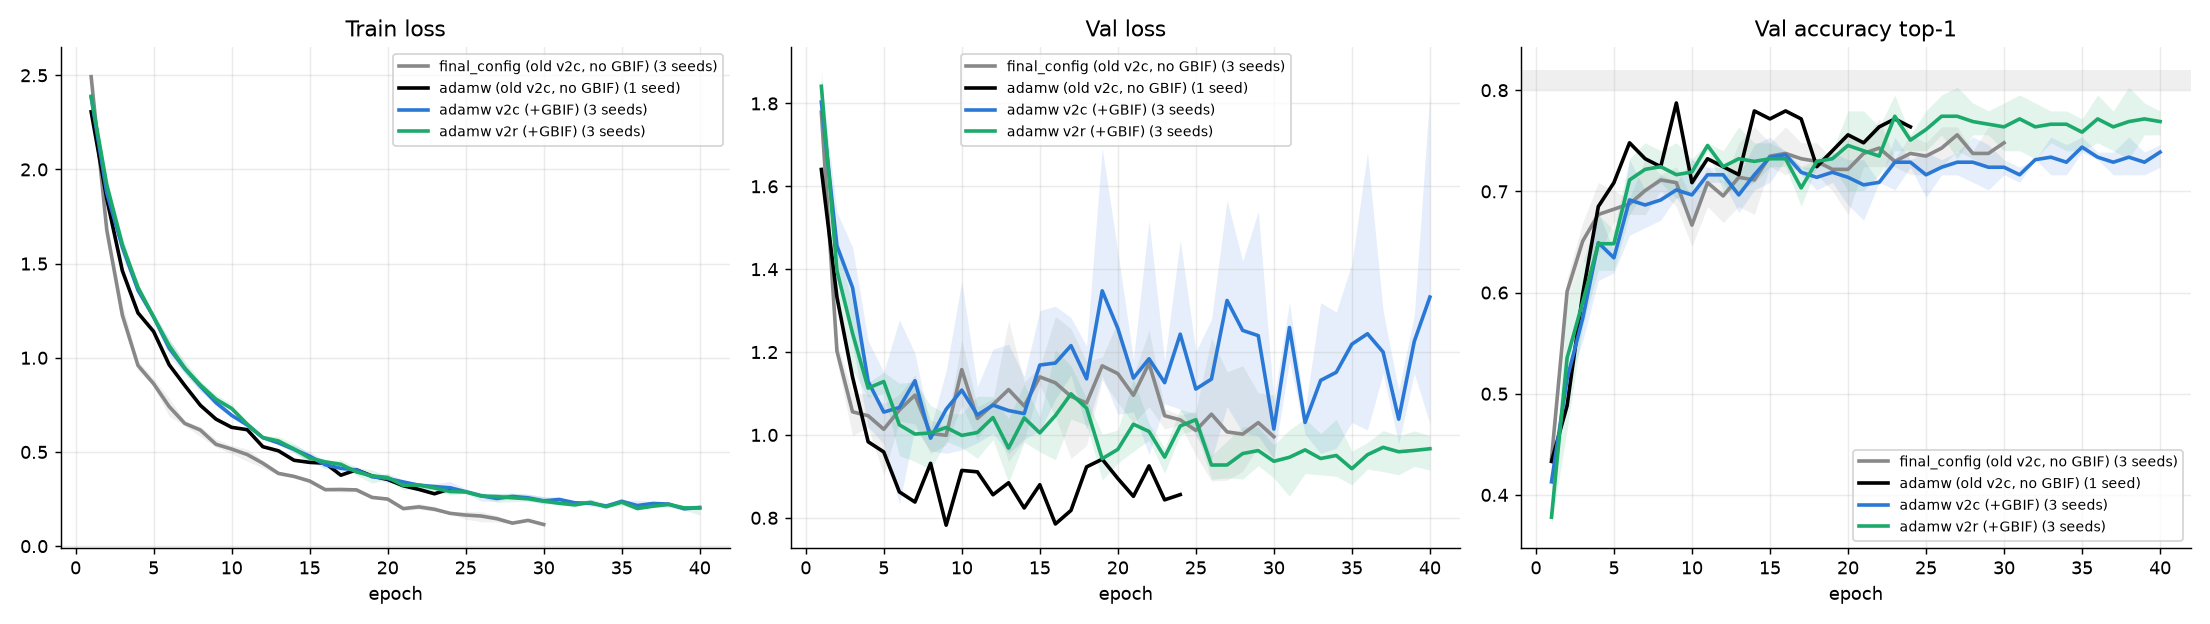 Train loss
final_config (old v2c, no GBIF) (3 seeds)
adamw (old v2c, no GBIF) (1 seed)
adamw v2c (+GBIF) (3 seeds)
adamw v2r (+GBIF) (3 seeds)
2.5
2.0
1.5
1.0
0.5
0.0
0 5 10 15 20 25 30 35 40
epoch
Val loss
final_config (old v2c, no GBIF) (3 seeds)
adamw (old v2c, no GBIF) (1 seed)
adamw v2c (+GBIF) (3 seeds)
adamw v2r (+GBIF) (3 seeds)
1.8
1.6
1.4
1.2
1.0
0.8
0 5 10 15 20 25 30 35 40
epoch
Val accuracy top-1
0.8
0.7
0.6
0.5
0.4
final_config (old v2c, no GBIF) (3 seeds)
adamw (old v2c, no GBIF) (1 seed)
adamw v2c (+GBIF) (3 seeds)
adamw v2r (+GBIF) (3 seeds)
0 5 10 15 20 25 30 35 40
epoch